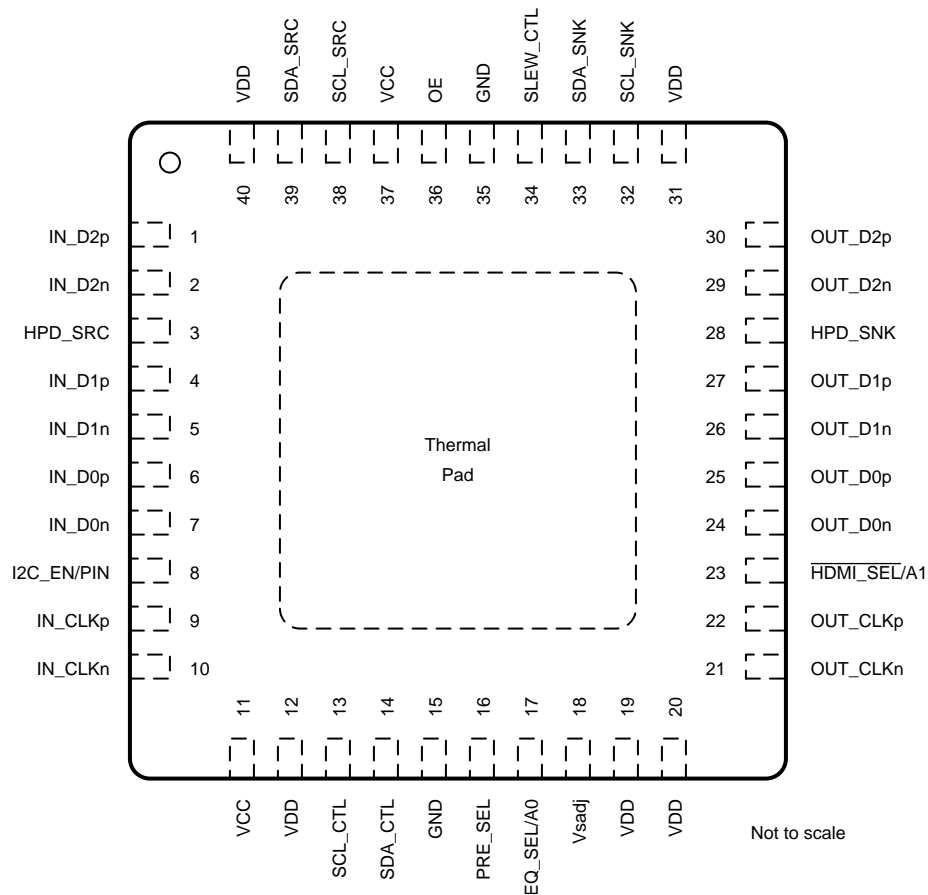 VDD
SDA_SRC
SCL_SRC
VCC
OE
GND
SLEW_CTL
SDA_SNK
SCL_SNK
VDD
40
39
38
37
36
35
34
33
32
31
IN_D2p 1
IN_D2n 2
HPD_SRC 3
IN_D1p 4
IN_D1n 5
IN_D0p 6
IN_D0n 7
I2C_EN/PIN 8
IN_CLKp 9
IN_CLKn 10
Thermal
Pad
30 OUT_D2p
29 OUT_D2n
28 HPD_SNK
27 OUT_D1p
26 OUT_D1n
25 OUT_D0p
24 OUT_D0n
23 HDMI_SEL/A1
22 OUT_CLKp
21 OUT_CLKn
11
12
13
14
15
16
17
18
19
20
VCC
VDD
SCL_CTL
SDA_CTL
GND
PRE_SEL
EQ_SEL/A0
Vsadj
VDD
VDD
Not to scale